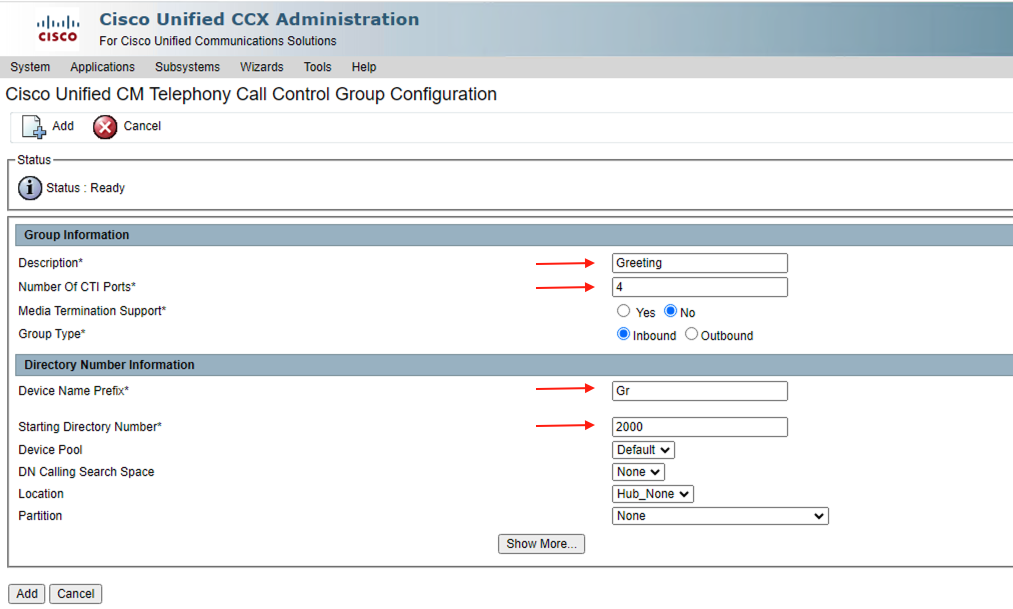 Cisco Unified CCX Administration
CISCO
For Cisco Unified Communications Solutions
System Applications Subsystems Wizards Tools Help
Cisco Unified CM Telephony Call Control Group Configuration
Add Cancel
Status
Status : Ready
Group Information
Description* Greeting
Number Of CTI Ports* 4
Media Termination Support* Yes No
Group Type* Inbound Outbound
Directory Number Information
Device Name Prefix* Gr
Starting Directory Number* 2000
Device Pool Default
DN Calling Search Space None
Location Hub_None
Partition None
Show More...
Add Cancel